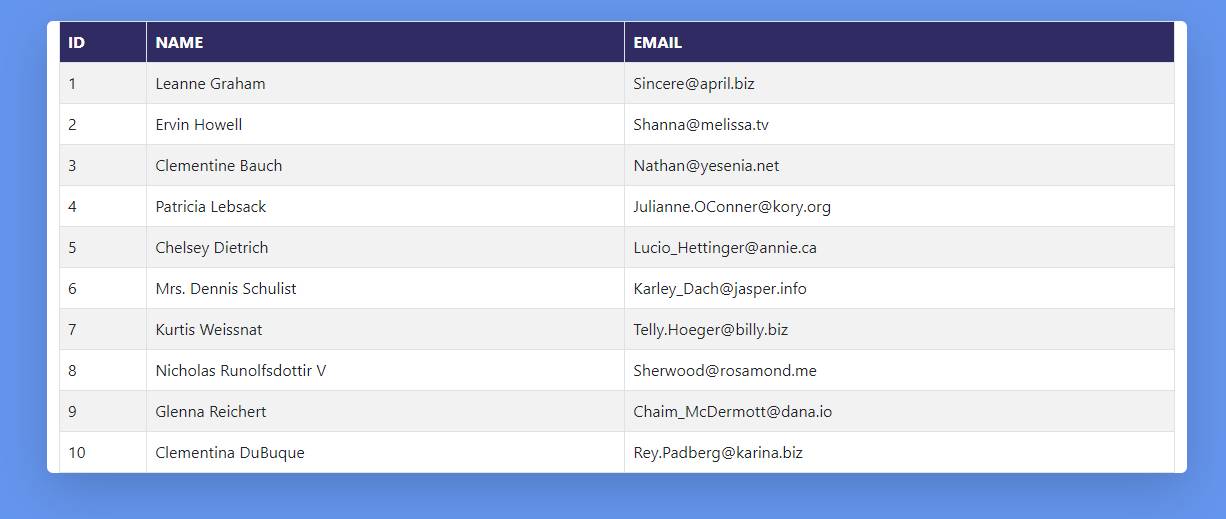 ID NAME EMAIL
1 Leanne Graham Sincere@april.biz
2 Ervin Howell Shanna@melissa.tv
3 Clementine Bauch Nathan@yesenia.net
4 Patricia Lebsack Julianne.OConner@kory.org
5 Chelsey Dietrich Lucio_Hettinger@annie.ca
6 Mrs. Dennis Schulist Karley_Dach@jasper.info
7 Kurtis Weissnat Telly.Hoeger@billy.biz
8 Nicholas Runolfsdottir V Sherwood@rosamond.me
9 Glenna Reichert Chaim_McDermott@dana.io
10 Clementina DuBuque Rey.Padberg@karina.biz